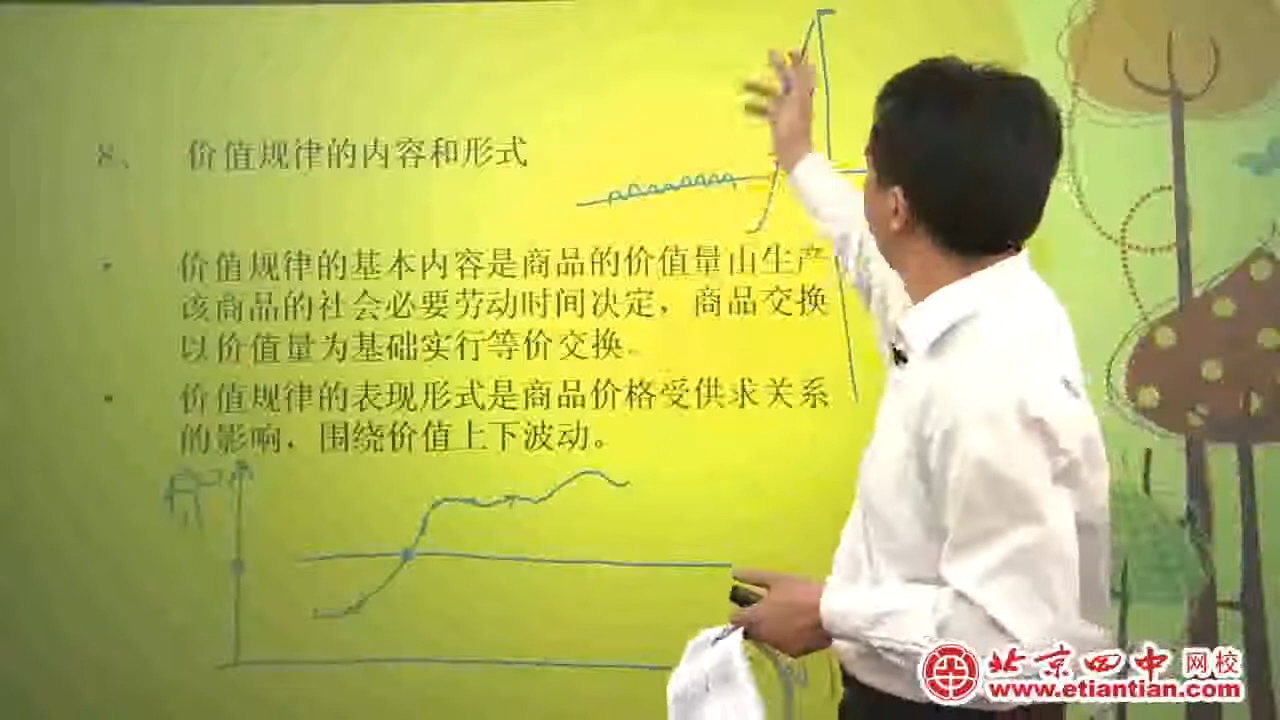 8、 价值规律的内容和形式
· 价值规律的基本内容是商品的价值量由生产
该商品的社会必要劳动时间决定，商品交换
以价值量为基础实行等价交换。
· 价值规律的表现形式是商品价格受供求关系
的影响，围绕价值上下波动。
北京四中 网校
www.etiantian.com